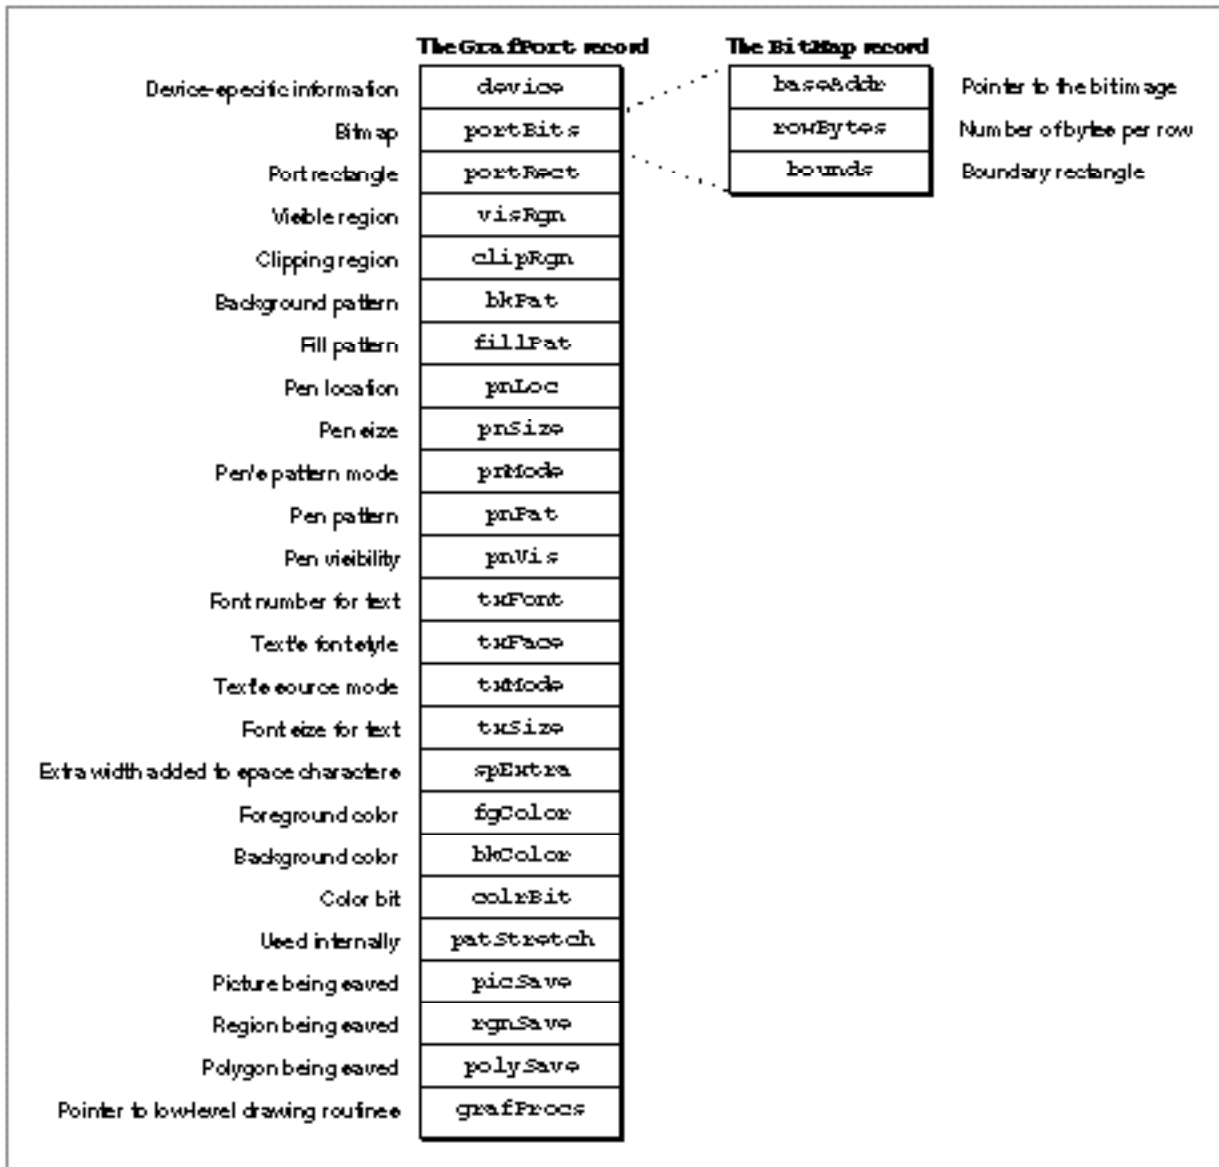 The GrafPort record The BitMap record
Device-specific information device baseAddr Pointer to the bit image
Bitmap portBits rowBytes Number of bytes per row
Port rectangle portRect bounds Boundary rectangle
Visible region visRgn
Clipping region clipRgn
Background pattern bkPat
Fill pattern fillPat
Pen location pnLoc
Pen size pnSize
Pen's pattern mode pnMode
Pen pattern pnPat
Pen visibility pnVis
Font number for text txFont
Text's font style txFace
Text's source mode txMode
Font size for text txSize
Extra width added to space characters spExtra
Foreground color fgColor
Background color bkColor
Color bit colrBit
Used internally patStretch
Picture being saved picSave
Region being saved rgnSave
Polygon being saved polySave
Pointer to low-level drawing routines grafProcs